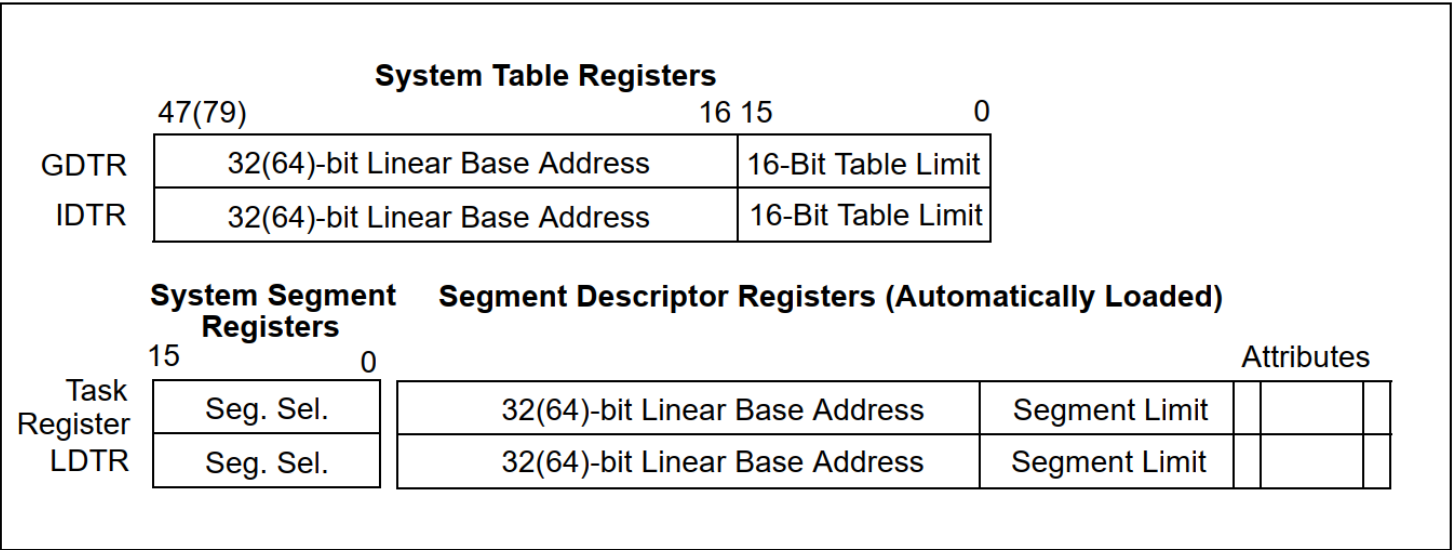 System Table Registers
47(79) 16 15 0
GDTR 32(64)-bit Linear Base Address 16-Bit Table Limit
IDTR 32(64)-bit Linear Base Address 16-Bit Table Limit
System Segment Segment Descriptor Registers (Automatically Loaded)
Registers
15 0 Attributes
Task
Register Seg. Sel. 32(64)-bit Linear Base Address Segment Limit
LDTR Seg. Sel. 32(64)-bit Linear Base Address Segment Limit